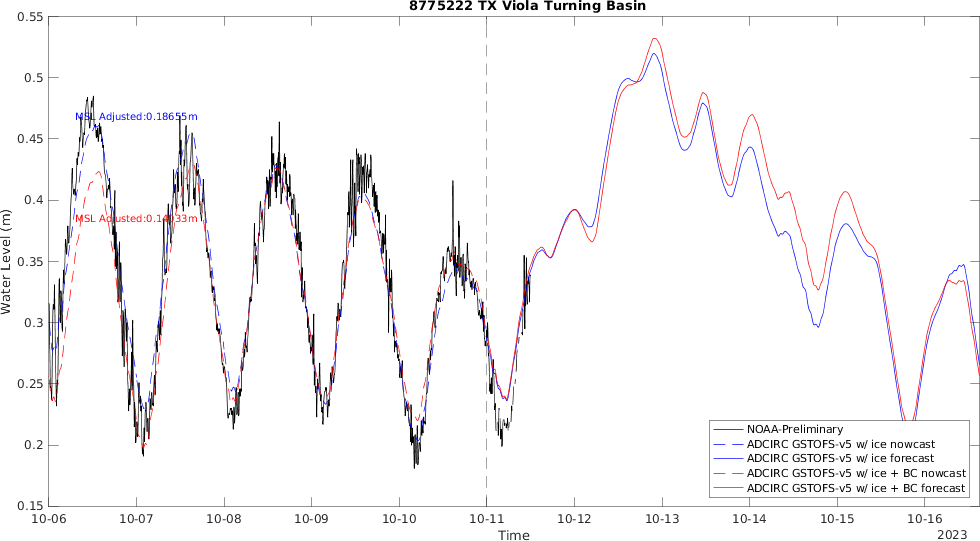 8775222 TX Viola Turning Basin
0.55
0.5
0.45
0.4
0.35
0.3
0.25
0.2
0.15
Water Level (m)
MSL Adjusted:0.18655m
MSL
NOAA-Preliminary
ADCIRC GSTOFS-v5 w/ ice nowcast
ADCIRC GSTOFS-v5 w/ ice forecast
ADCIRC GSTOFS-v5 w/ ice + BC nowcast
ADCIRC GSTOFS-v5 w/ ice + BC forecast
10-06 10-07 10-08 10-09 10-10 10-11 10-12 10-13 10-14 10-15 10-16
Time
2023